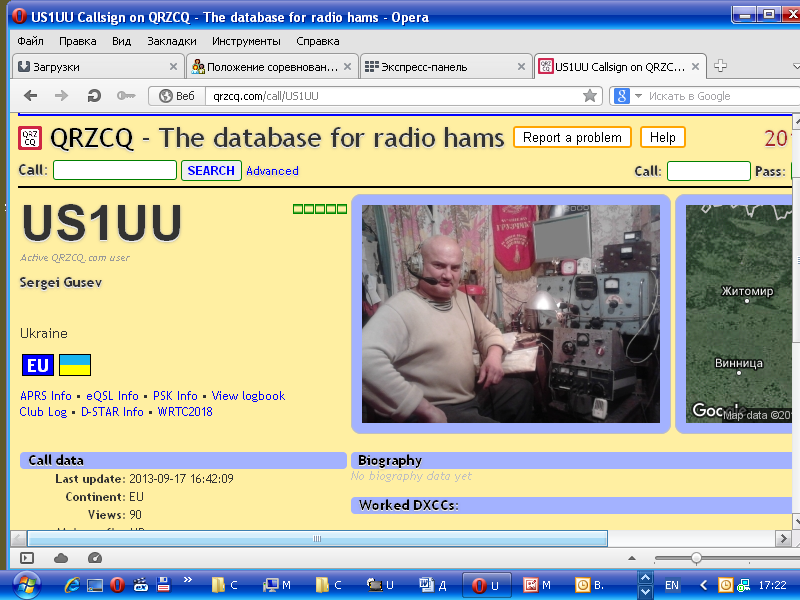 US1UU Callsign on QRZCQ - The database for radio hams - Opera
Файл Правка Вид Закладки Инструменты Справка
Загрузки
Положение соревнован...
Экспресс-панель
US1UU Callsign on QRZC...
Веб
qrzcq.com/call/US1UU
Искать в Google
QRZ CQ
QRZCQ - The database for radio hams
Report a problem
Help
20
Call:
SEARCH
Advanced
Call:
Pass:
US1UU
Active QRZCQ.com user
Sergei Gusev
Ukraine
EU
APRS Info • eQSL Info • PSK Info • View logbook
Club Log • D-STAR Info • WRTC2018
Житомир
Винница
Map data ©20
Call data
Last update: 2013-09-17 16:42:09
Continent: EU
Views: 90
Biography
No biography data yet
Worked DXCCs:
С М С U Д U М В. EN 17:22